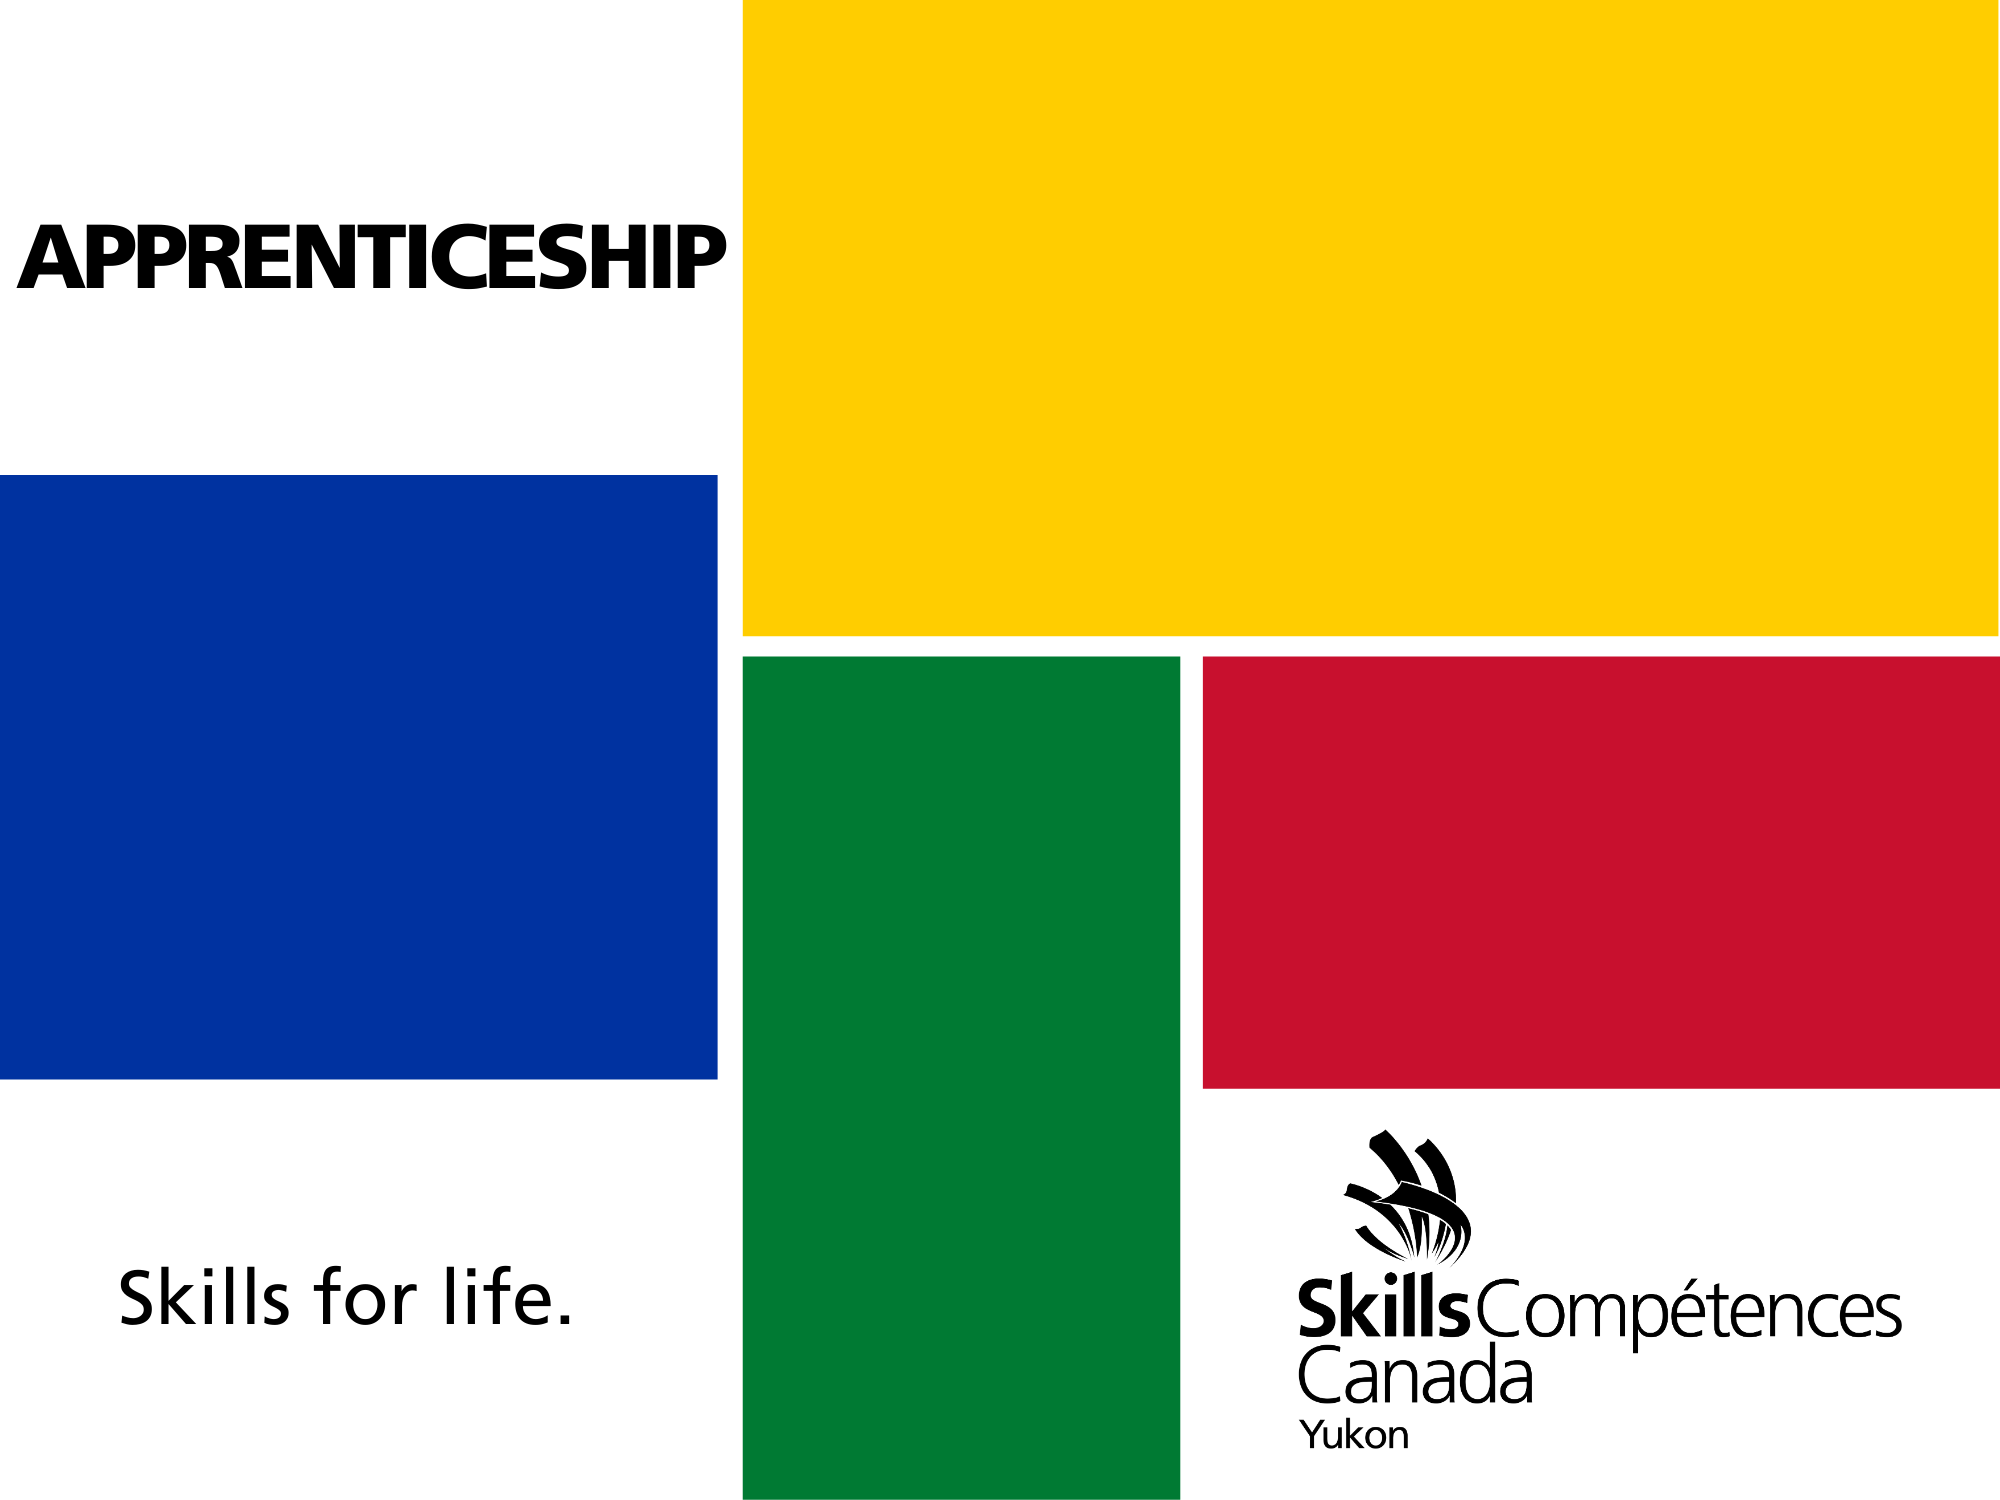 APPRENTICESHIP
Skills for life.
SkillsCompétences
Canada
Yukon